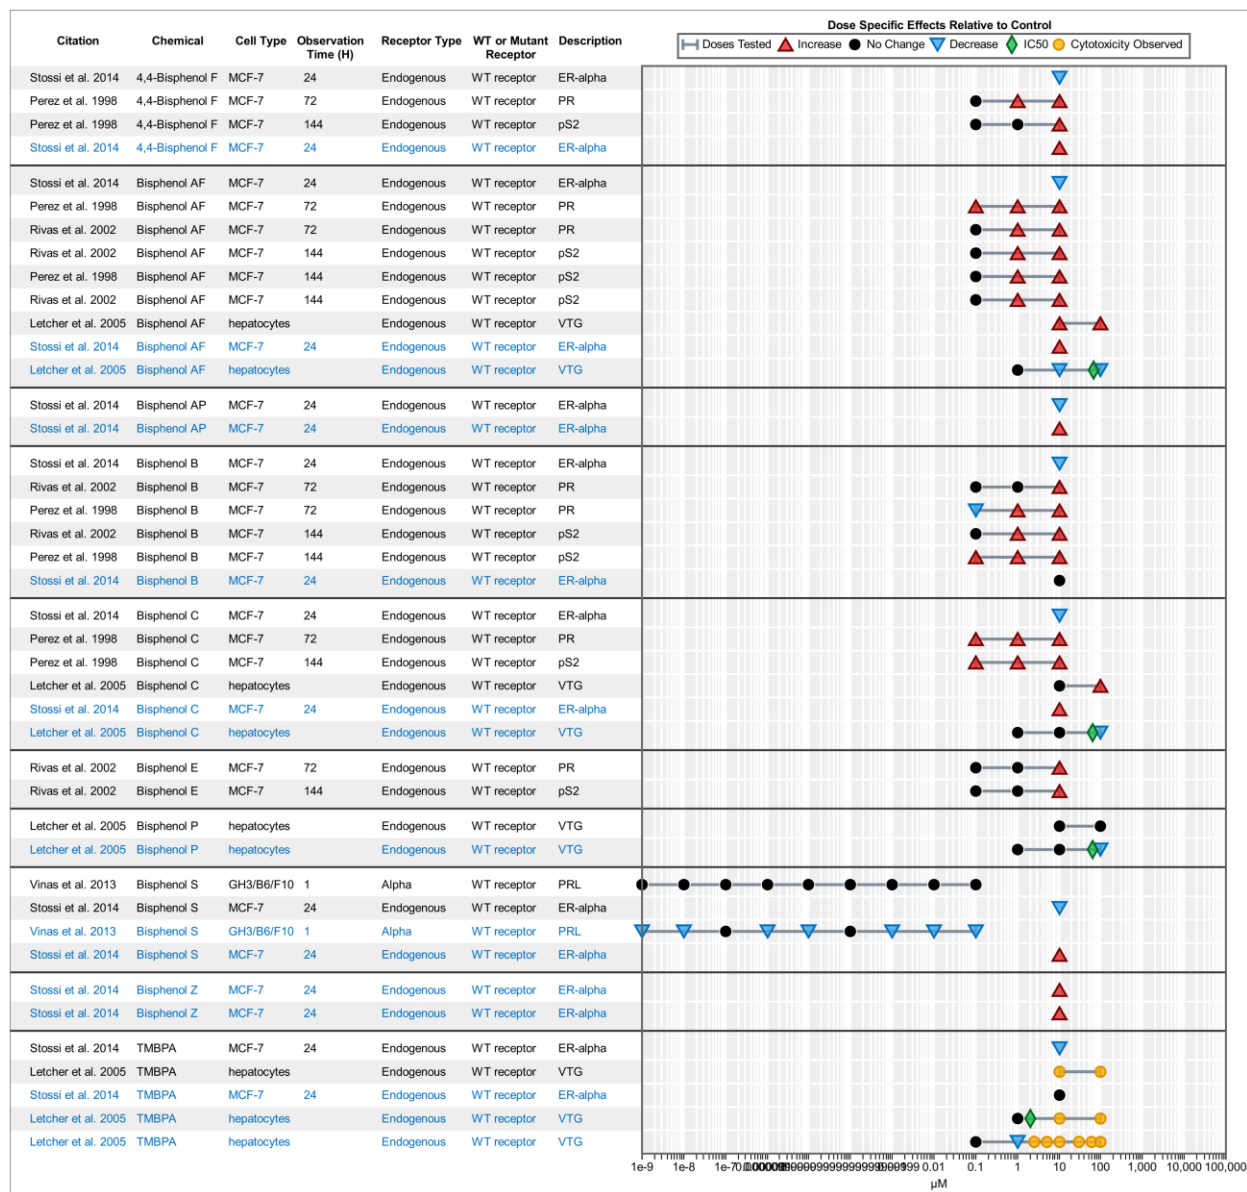 Dose Specific Effects Relative to Control
Doses Tested Increase No Change Decrease IC50 Cytotoxicity Observed
Citation Chemical Cell Type Observation Time (H) Receptor Type WT or Mutant Receptor Description
Stossi et al. 2014 4,4-Bisphenol F MCF-7 24 Endogenous WT receptor ER-alpha
Perez et al. 1998 4,4-Bisphenol F MCF-7 72 Endogenous WT receptor PR
Perez et al. 1998 4,4-Bisphenol F MCF-7 144 Endogenous WT receptor pS2
Stossi et al. 2014 4,4-Bisphenol F MCF-7 24 Endogenous WT receptor ER-alpha
Stossi et al. 2014 Bisphenol AF MCF-7 24 Endogenous WT receptor ER-alpha
Perez et al. 1998 Bisphenol AF MCF-7 72 Endogenous WT receptor PR
Rivas et al. 2002 Bisphenol AF MCF-7 72 Endogenous WT receptor PR
Rivas et al. 2002 Bisphenol AF MCF-7 144 Endogenous WT receptor pS2
Perez et al. 1998 Bisphenol AF MCF-7 144 Endogenous WT receptor pS2
Rivas et al. 2002 Bisphenol AF MCF-7 144 Endogenous WT receptor pS2
Letcher et al. 2005 Bisphenol AF hepatocytes Endogenous WT receptor VTG
Stossi et al. 2014 Bisphenol AF MCF-7 24 Endogenous WT receptor ER-alpha
Letcher et al. 2005 Bisphenol AF hepatocytes Endogenous WT receptor VTG
Stossi et al. 2014 Bisphenol AP MCF-7 24 Endogenous WT receptor ER-alpha
Stossi et al. 2014 Bisphenol AP MCF-7 24 Endogenous WT receptor ER-alpha
Stossi et al. 2014 Bisphenol B MCF-7 24 Endogenous WT receptor ER-alpha
Rivas et al. 2002 Bisphenol B MCF-7 72 Endogenous WT receptor PR
Perez et al. 1998 Bisphenol B MCF-7 72 Endogenous WT receptor PR
Rivas et al. 2002 Bisphenol B MCF-7 144 Endogenous WT receptor pS2
Perez et al. 1998 Bisphenol B MCF-7 144 Endogenous WT receptor pS2
Stossi et al. 2014 Bisphenol B MCF-7 24 Endogenous WT receptor ER-alpha
Stossi et al. 2014 Bisphenol C MCF-7 24 Endogenous WT receptor ER-alpha
Perez et al. 1998 Bisphenol C MCF-7 72 Endogenous WT receptor PR
Perez et al. 1998 Bisphenol C MCF-7 144 Endogenous WT receptor pS2
Letcher et al. 2005 Bisphenol C hepatocytes Endogenous WT receptor VTG
Stossi et al. 2014 Bisphenol C MCF-7 24 Endogenous WT receptor ER-alpha
Letcher et al. 2005 Bisphenol C hepatocytes Endogenous WT receptor VTG
Rivas et al. 2002 Bisphenol E MCF-7 72 Endogenous WT receptor PR
Rivas et al. 2002 Bisphenol E MCF-7 144 Endogenous WT receptor pS2
Letcher et al. 2005 Bisphenol P hepatocytes Endogenous WT receptor VTG
Letcher et al. 2005 Bisphenol P hepatocytes Endogenous WT receptor VTG
Vinas et al. 2013 Bisphenol S GH3/B6/F10 1 Alpha WT receptor PRL
Stossi et al. 2014 Bisphenol S MCF-7 24 Endogenous WT receptor ER-alpha
Vinas et al. 2013 Bisphenol S GH3/B6/F10 1 Alpha WT receptor PRL
Stossi et al. 2014 Bisphenol S MCF-7 24 Endogenous WT receptor ER-alpha
Stossi et al. 2014 Bisphenol Z MCF-7 24 Endogenous WT receptor ER-alpha
Stossi et al. 2014 Bisphenol Z MCF-7 24 Endogenous WT receptor ER-alpha
Stossi et al. 2014 TMBPA MCF-7 24 Endogenous WT receptor ER-alpha
Letcher et al. 2005 TMBPA hepatocytes Endogenous WT receptor VTG
Stossi et al. 2014 TMBPA MCF-7 24 Endogenous WT receptor ER-alpha
Letcher et al. 2005 TMBPA hepatocytes Endogenous WT receptor VTG
Letcher et al. 2005 TMBPA hepatocytes Endogenous WT receptor VTG
1e-9 1e-8 0.01 0.1 1 10 100 1,000 10,000 100,000
µM